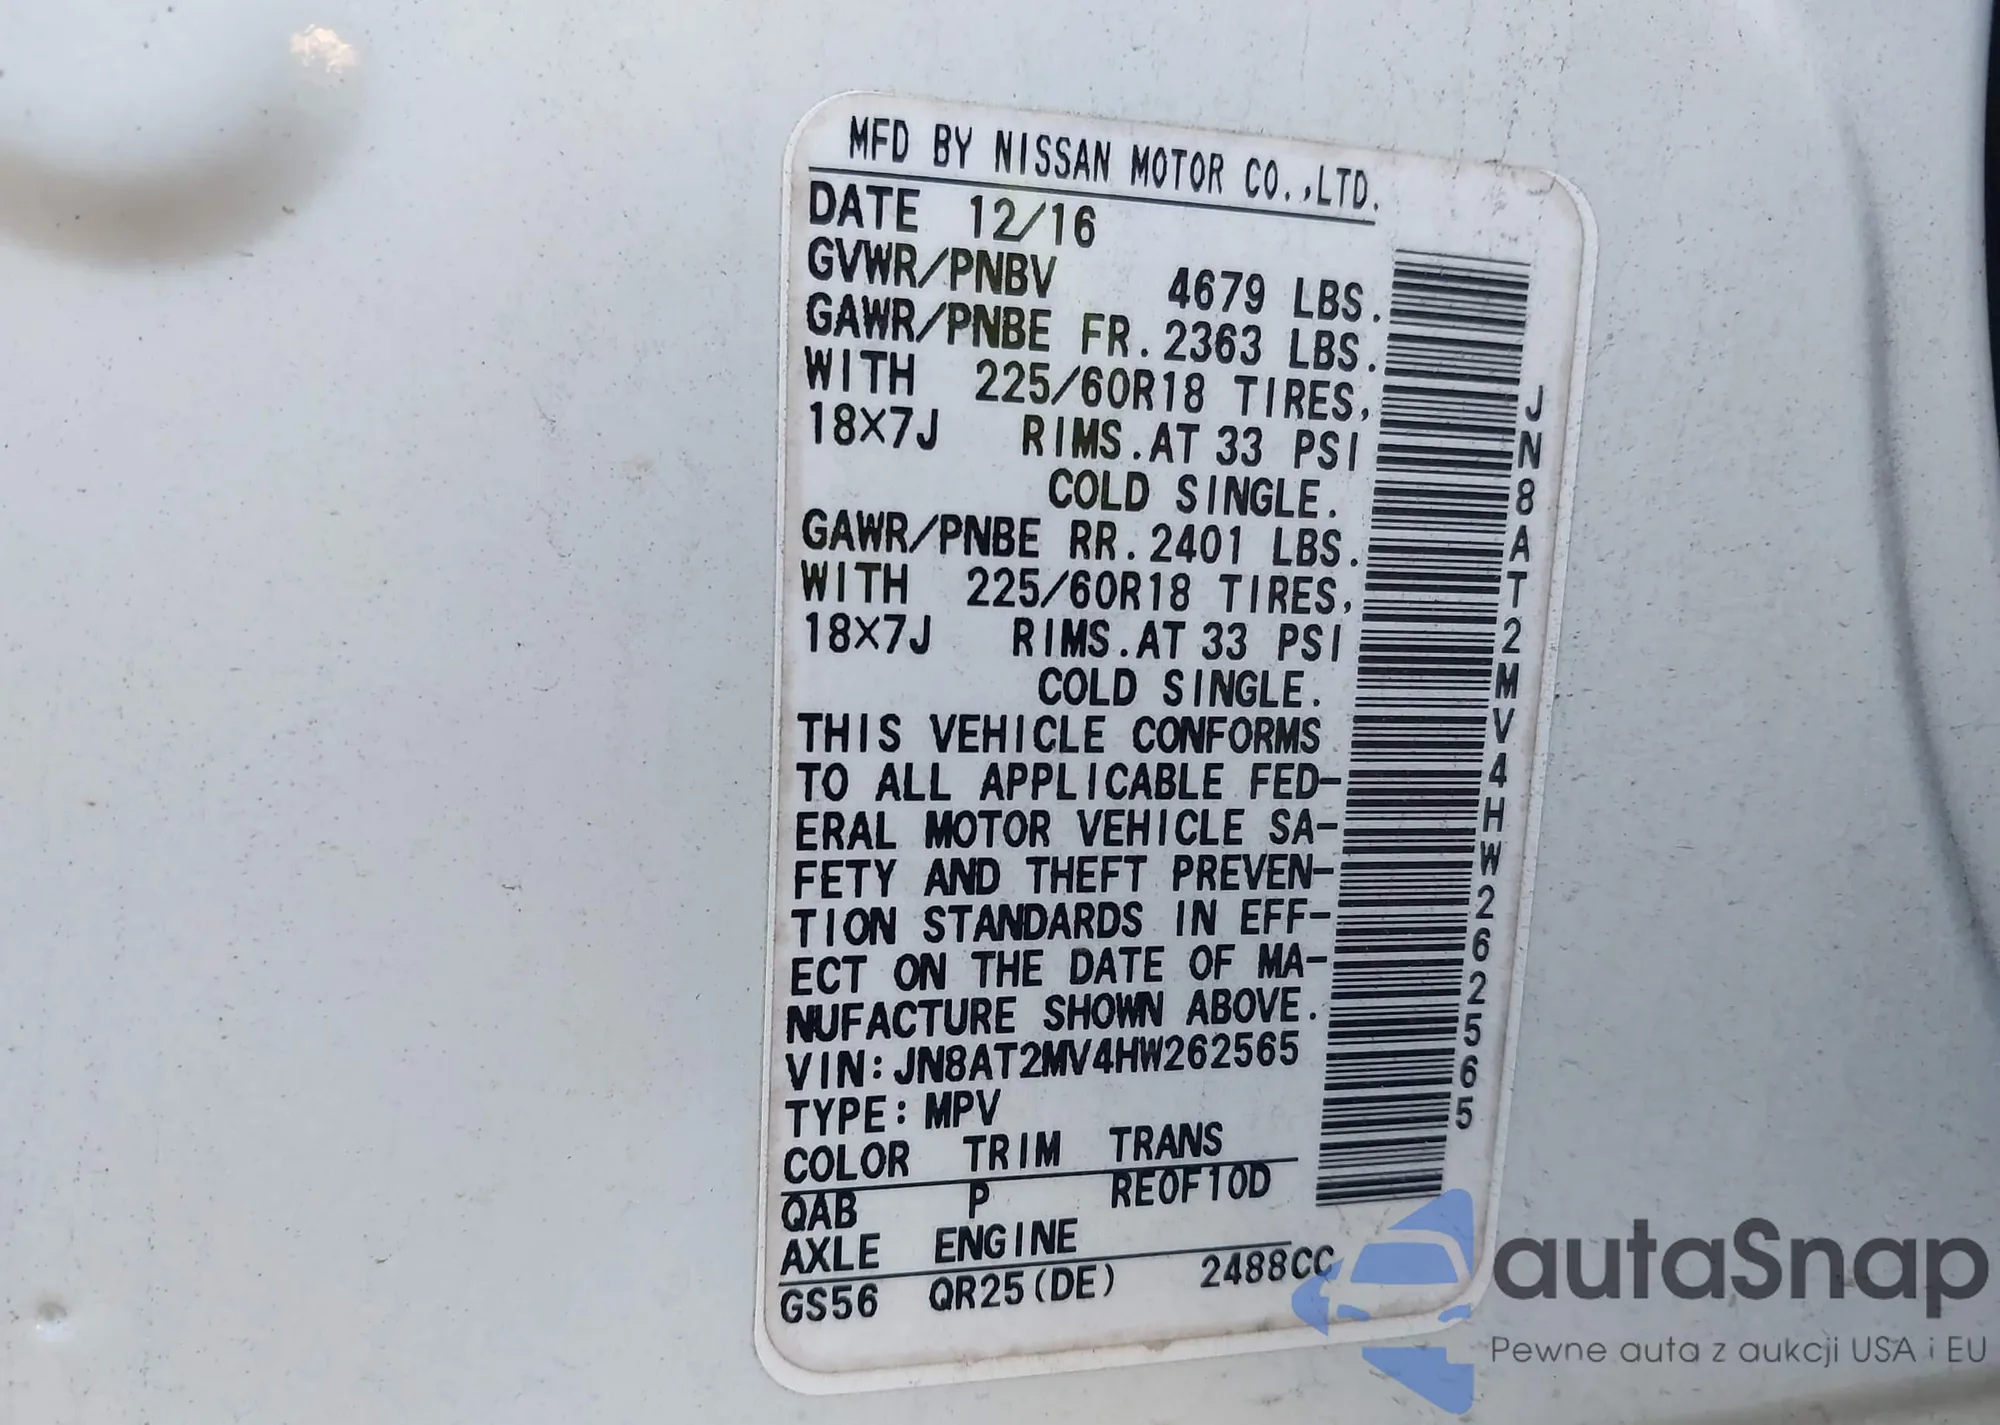 MFD BY NISSAN MOTOR CO.,LTD.
DATE 12/16
GVWR/PNBV 4679 LBS.
GAWR/PNBE FR. 2363 LBS.
WITH 225/60R18 TIRES,
18X7J RIMS. AT 33 PSI
COLD SINGLE.
GAWR/PNBE RR. 2401 LBS.
WITH 225/60R18 TIRES,
18X7J RIMS. AT 33 PSI
COLD SINGLE.
THIS VEHICLE CONFORMS
TO ALL APPLICABLE FED-
ERAL MOTOR VEHICLE SA-
FETY AND THEFT PREVEN-
TION STANDARDS IN EFF-
ECT ON THE DATE OF MA-
NUFACTURE SHOWN ABOVE.
VIN: JN8AT2MV4HW262565
TYPE: MPV
COLOR TRIM TRANS
QAB P RE0F10D
AXLE ENGINE
GS56 QR25(DE) 2488CC
JN8AT2MV4HW262565
autaSnap
Pewne auta z aukcji USA i EU